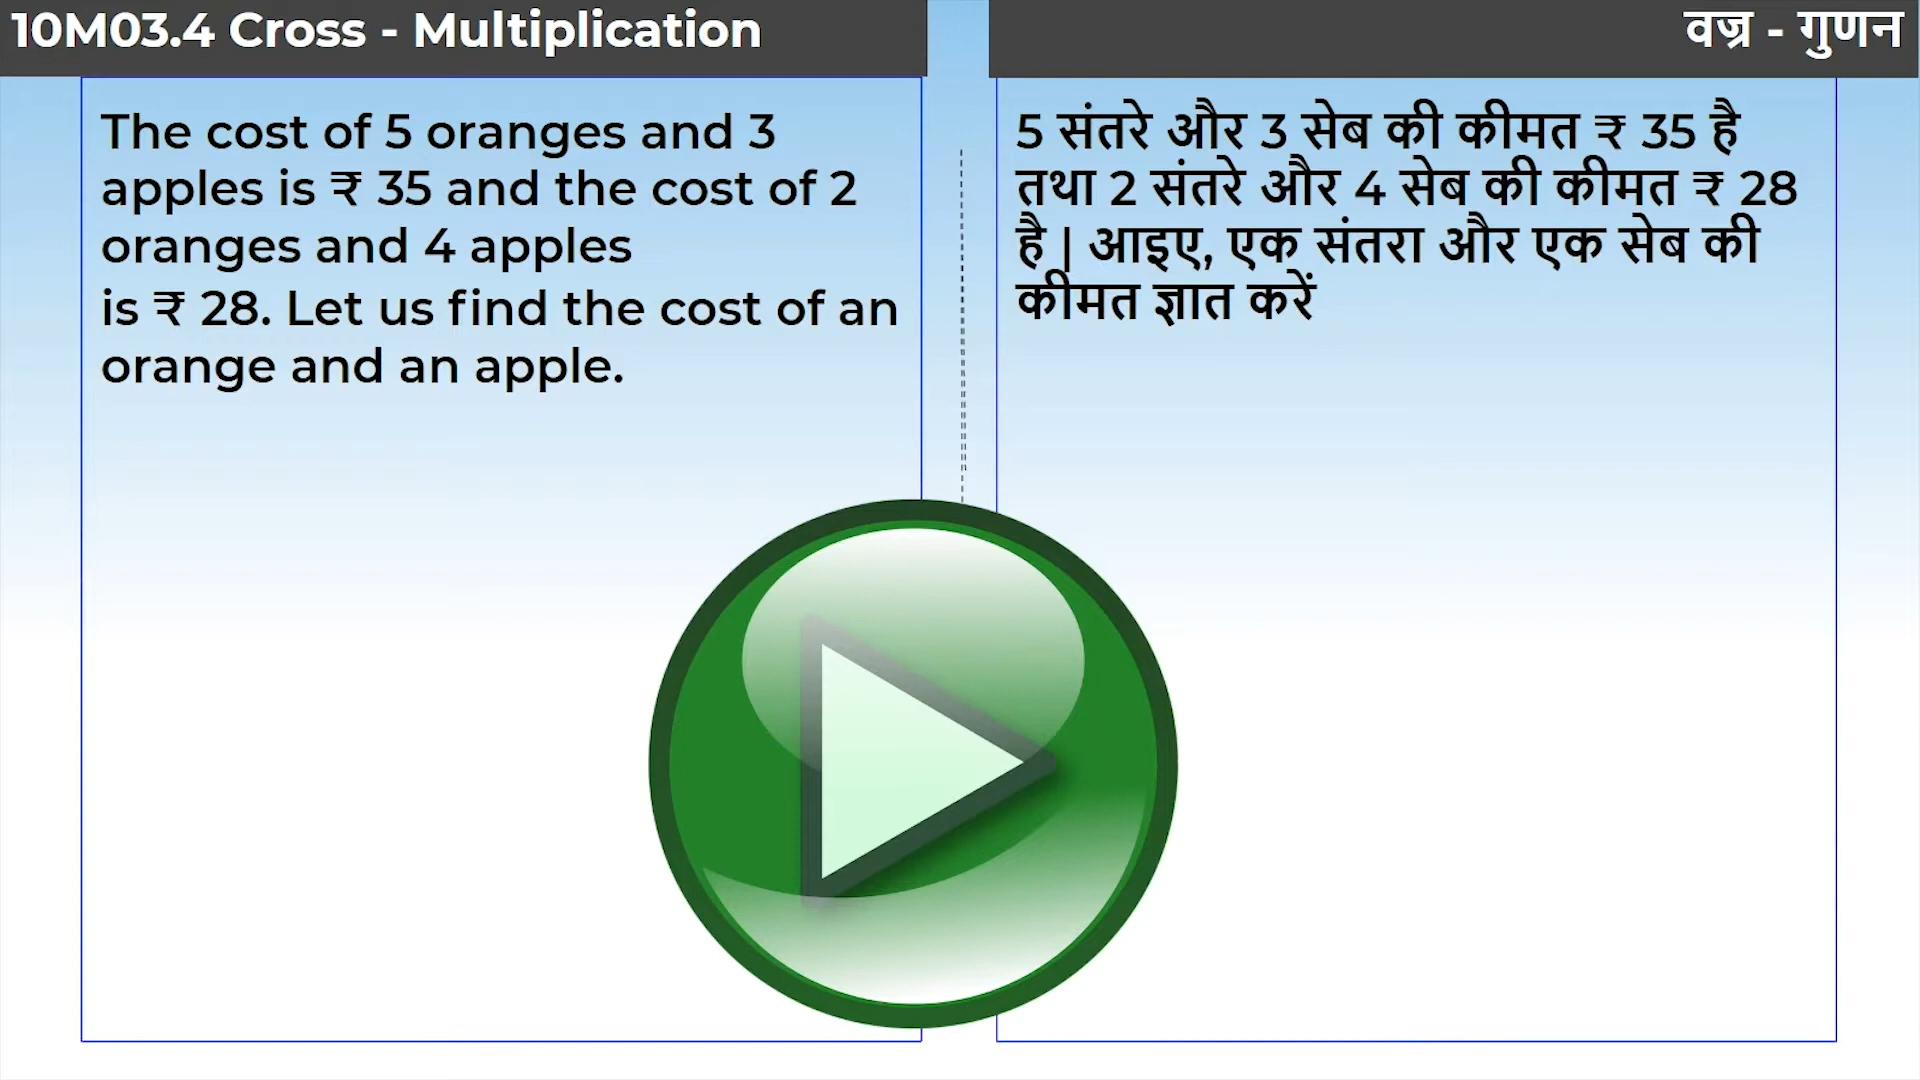 10M03.4 Cross - Multiplication
वज्र - गुणन
The cost of 5 oranges and 3
apples is ₹ 35 and the cost of 2
oranges and 4 apples
is ₹ 28. Let us find the cost of an
orange and an apple.
5 संतरे और 3 सेब की कीमत ₹ 35 है
तथा 2 संतरे और 4 सेब की कीमत ₹ 28
है | आइए, एक संतरा और एक सेब की
कीमत ज्ञात करें